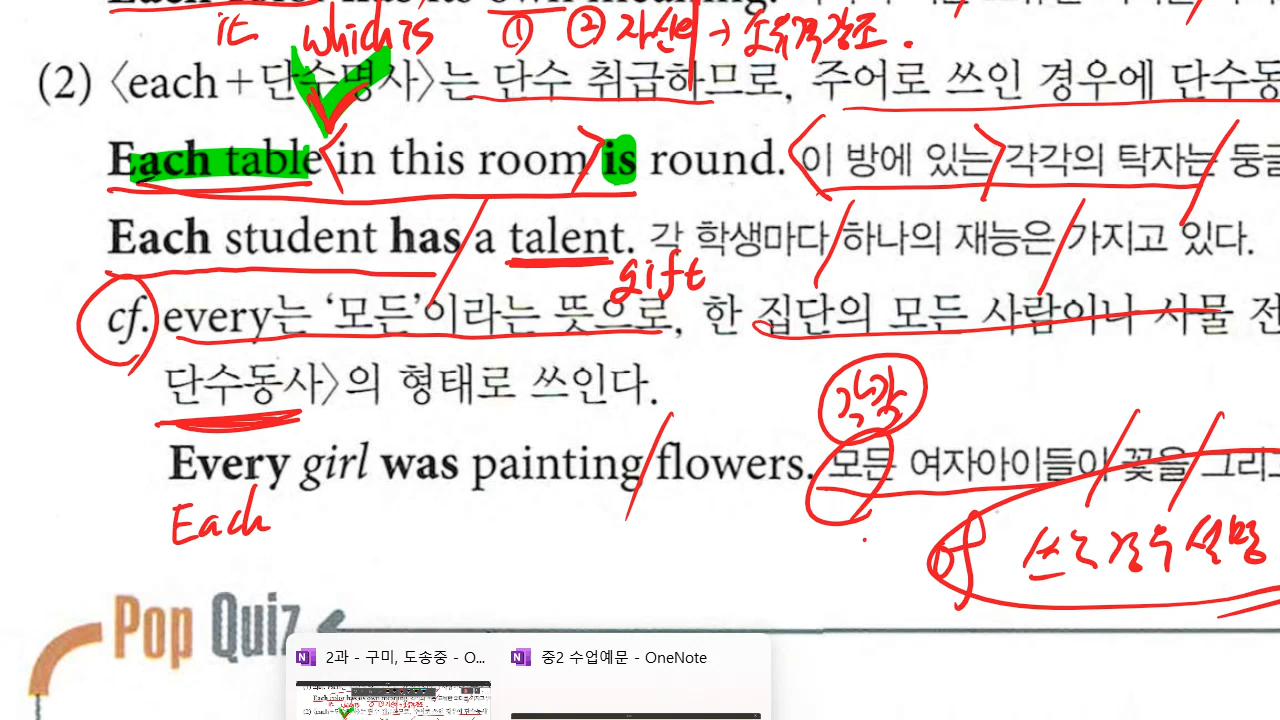 it which is ① ② 자신의 → 소유격강조.
(2) 〈each+단수명사〉는 단수 취급하므로, 주어로 쓰인 경우에 단수동
Each table in this room is round. 이 방에 있는 각각의 탁자는 둥글
Each student has a talent. 각 학생마다 하나의 재능은 가지고 있다.
gift
cf. every는 ‘모든’이라는 뜻으로, 한 집단의 모든 사람이나 사물 전
단수동사〉의 형태로 쓰인다.
각각
Every girl was painting flowers. 모든 여자아이들이 꽃을 그리고
Each
of 쓰는 경우 설명
Pop Quiz
2과 - 구미, 도송중 - O...
중2 수업예문 - OneNote